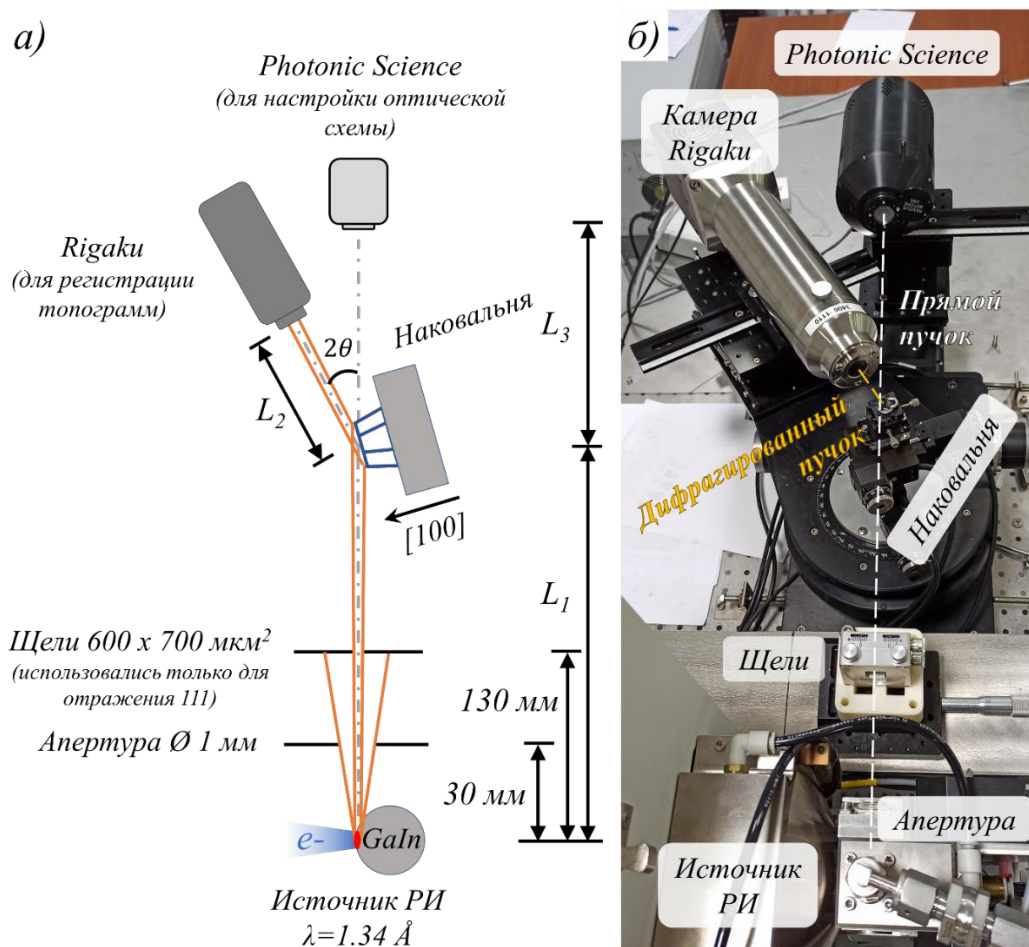 а)
Photonic Science
(для настройки оптической
схемы)
Rigaku
(для регистрации
топограмм)
2θ
Наковальня
L2
L3
[100]
L1
Щели 600 x 700 мкм²
(использовались только для
отражения 111)
130 мм
Апертура Ø 1 мм
30 мм
e-
GaIn
Источник РИ
λ=1.34 Å
б)
Photonic Science
Камера
Rigaku
Прямой
пучок
Дифрагированный
пучок
Наковальня
Щели
Апертура
Источник
РИ